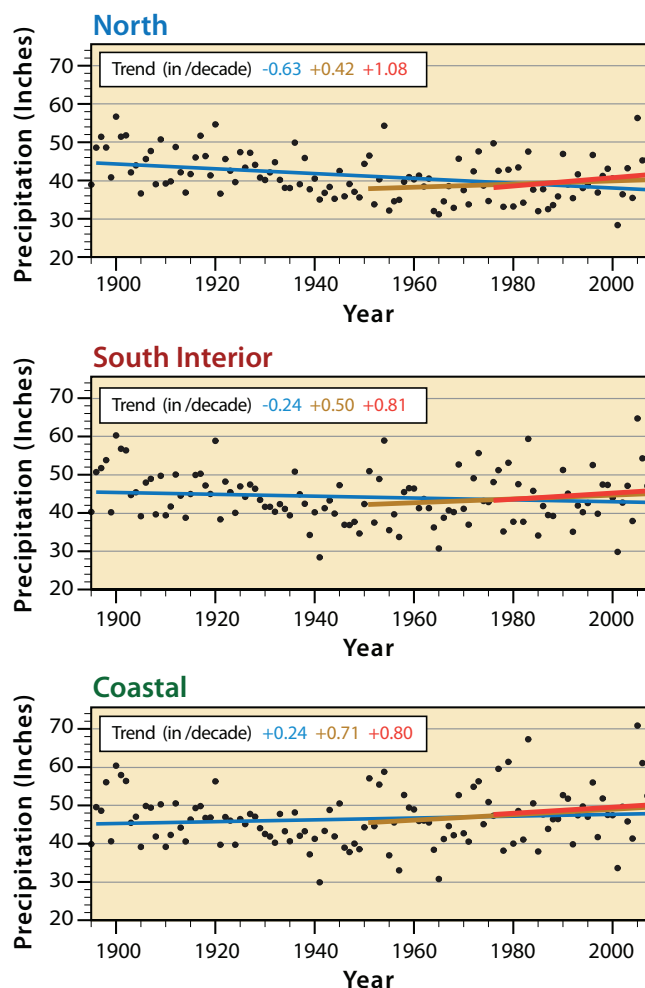 North
Precipitation (Inches)
Trend (in /decade) -0.63 +0.42 +1.08
70
60
50
40
30
20
1900 1920 1940 1960 1980 2000
Year
South Interior
Precipitation (Inches)
Trend (in /decade) -0.24 +0.50 +0.81
70
60
50
40
30
20
1900 1920 1940 1960 1980 2000
Year
Coastal
Precipitation (Inches)
Trend (in /decade) +0.24 +0.71 +0.80
70
60
50
40
30
20
1900 1920 1940 1960 1980 2000
Year